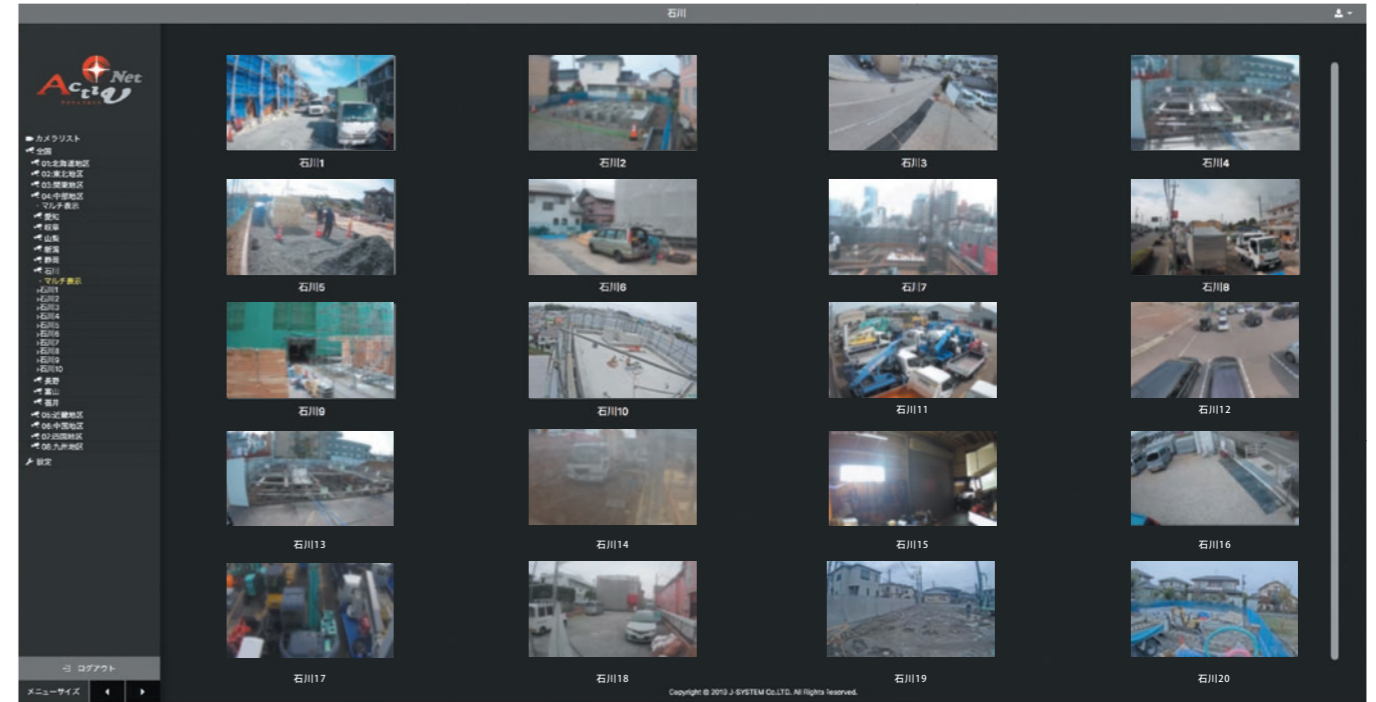 石川
Activ Net
カメラリスト
全国
01:北海道地区
02:東北地区
03:関東地区
04:中部地区
・マルチ表示
愛知
岐阜
山梨
新潟
静岡
石川
・マルチ表示
›石川1
›石川2
›石川3
›石川4
›石川5
›石川6
›石川7
›石川8
›石川9
›石川10
長野
富山
福井
05:近畿地区
06:中国地区
07:四国地区
08:九州地区
設定
ログアウト
メニューサイズ
石川1
石川2
石川3
石川4
石川5
石川6
石川7
石川8
石川9
石川10
石川11
石川12
石川13
石川14
石川15
石川16
石川17
石川18
石川19
石川20
Copyright © 2019 J-SYSTEM Co.LTD. All Rights Reserved.